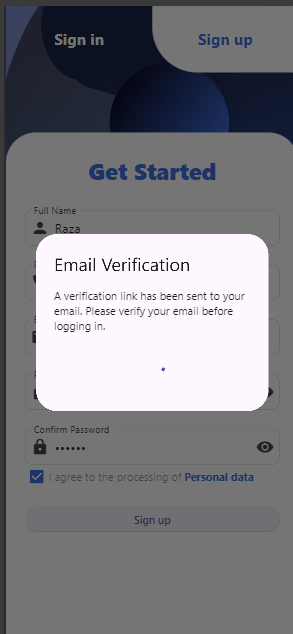 Sign in
Sign up
Get Started
Full Name
Raza
Email Verification
A verification link has been sent to your
email. Please verify your email before
logging in.
Confirm Password
••••••
I agree to the processing of Personal data
Sign up